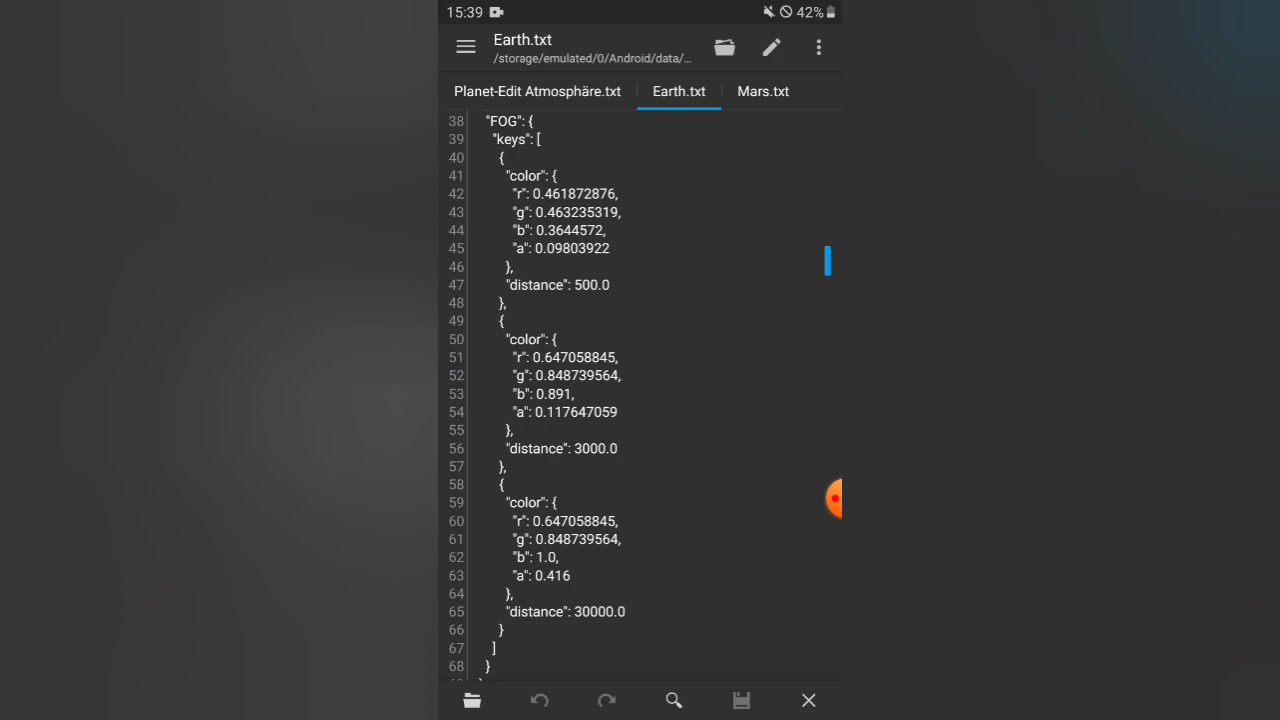 15:39 42%
Earth.txt
/storage/emulated/0/Android/data/...
Planet-Edit Atmosphäre.txt Earth.txt Mars.txt
38 "FOG": {
39 "keys": [
40 {
41 "color": {
42 "r": 0.461872876,
43 "g": 0.463235319,
44 "b": 0.3644572,
45 "a": 0.09803922
46 },
47 "distance": 500.0
48 },
49 {
50 "color": {
51 "r": 0.647058845,
52 "g": 0.848739564,
53 "b": 0.891,
54 "a": 0.117647059
55 },
56 "distance": 3000.0
57 },
58 {
59 "color": {
60 "r": 0.647058845,
61 "g": 0.848739564,
62 "b": 1.0,
63 "a": 0.416
64 },
65 "distance": 30000.0
66 }
67 ]
68 }